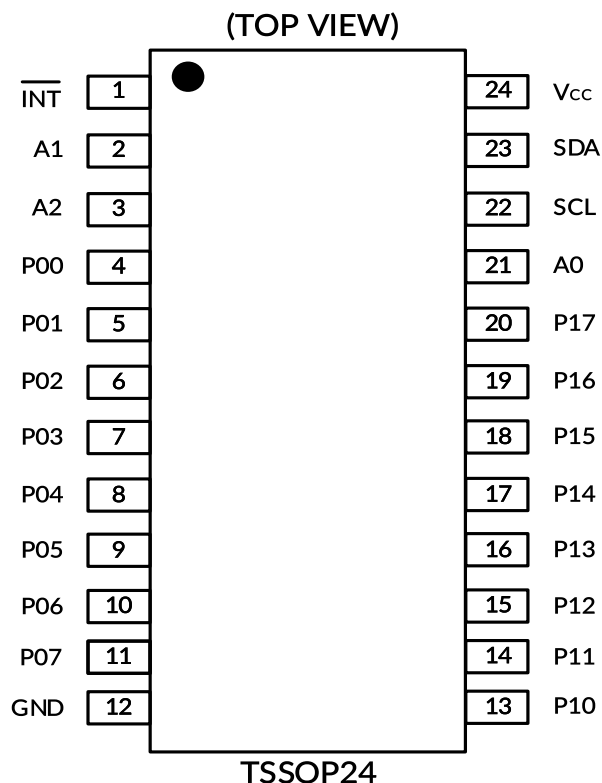 (TOP VIEW)
INT 1 24 Vcc
A1 2 23 SDA
A2 3 22 SCL
P00 4 21 A0
P01 5 20 P17
P02 6 19 P16
P03 7 18 P15
P04 8 17 P14
P05 9 16 P13
P06 10 15 P12
P07 11 14 P11
GND 12 13 P10
TSSOP24